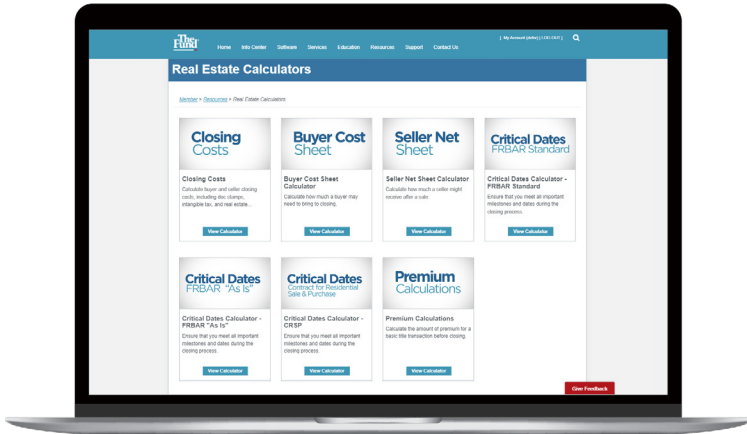 The Fund
Home Info Center Software Services Education Resources Support Contact Us
[ My Account (John) | LOG OUT ]
Real Estate Calculators
Member > Resources > Real Estate Calculators
Closing Costs
Buyer Cost Sheet
Seller Net Sheet
Critical Dates FRBAR Standard
Closing Costs
Calculate buyer and seller closing
costs, including doc stamps,
intangible tax, and real estate...
View Calculator
Buyer Cost Sheet
Calculator
Calculate how much a buyer may
need to bring to closing.
View Calculator
Seller Net Sheet Calculator
Calculate how much a seller might
receive after a sale.
View Calculator
Critical Dates Calculator -
FRBAR Standard
Ensure that you meet all important
milestones and dates during the
closing process.
View Calculator
Critical Dates
FRBAR "As Is"
Critical Dates
Contract for Residential
Sale & Purchase
Premium
Calculations
Critical Dates Calculator -
FRBAR "As Is"
Ensure that you meet all important
milestones and dates during the
closing process.
View Calculator
Critical Dates Calculator -
CRSP
Ensure that you meet all important
milestones and dates during the
closing process.
View Calculator
Premium Calculations
Calculate the amount of premium for a
basic title transaction before closing.
View Calculator
Give Feedback